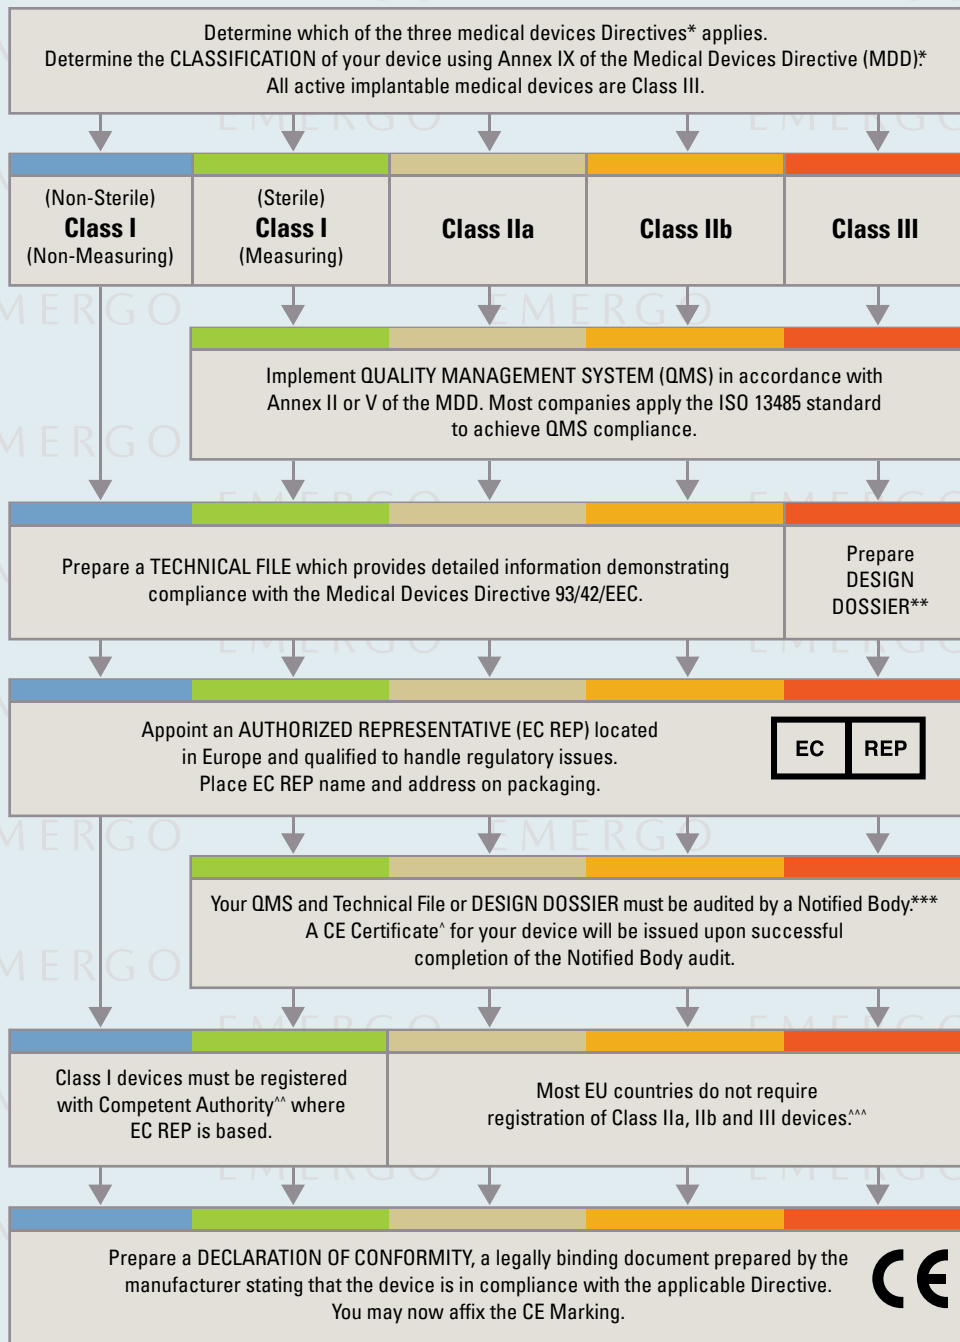 Determine which of the three medical devices Directives* applies.
Determine the CLASSIFICATION of your device using Annex IX of the Medical Devices Directive (MDD)*.
All active implantable medical devices are Class III.
(Non-Sterile)
Class I
(Non-Measuring)
(Sterile)
Class I
(Measuring)
Class IIa
Class IIb
Class III
Implement QUALITY MANAGEMENT SYSTEM (QMS) in accordance with
Annex II or V of the MDD. Most companies apply the ISO 13485 standard
to achieve QMS compliance.
Prepare a TECHNICAL FILE which provides detailed information demonstrating
compliance with the Medical Devices Directive 93/42/EEC.
Prepare
DESIGN
DOSSIER**
Appoint an AUTHORIZED REPRESENTATIVE (EC REP) located
in Europe and qualified to handle regulatory issues.
Place EC REP name and address on packaging.
EC REP
Your QMS and Technical File or DESIGN DOSSIER must be audited by a Notified Body.***
A CE Certificate^ for your device will be issued upon successful
completion of the Notified Body audit.
Class I devices must be registered
with Competent Authority^^ where
EC REP is based.
Most EU countries do not require
registration of Class IIa, IIb and III devices.^^^
Prepare a DECLARATION OF CONFORMITY, a legally binding document prepared by the
manufacturer stating that the device is in compliance with the applicable Directive.
You may now affix the CE Marking.
CE
EMERGO